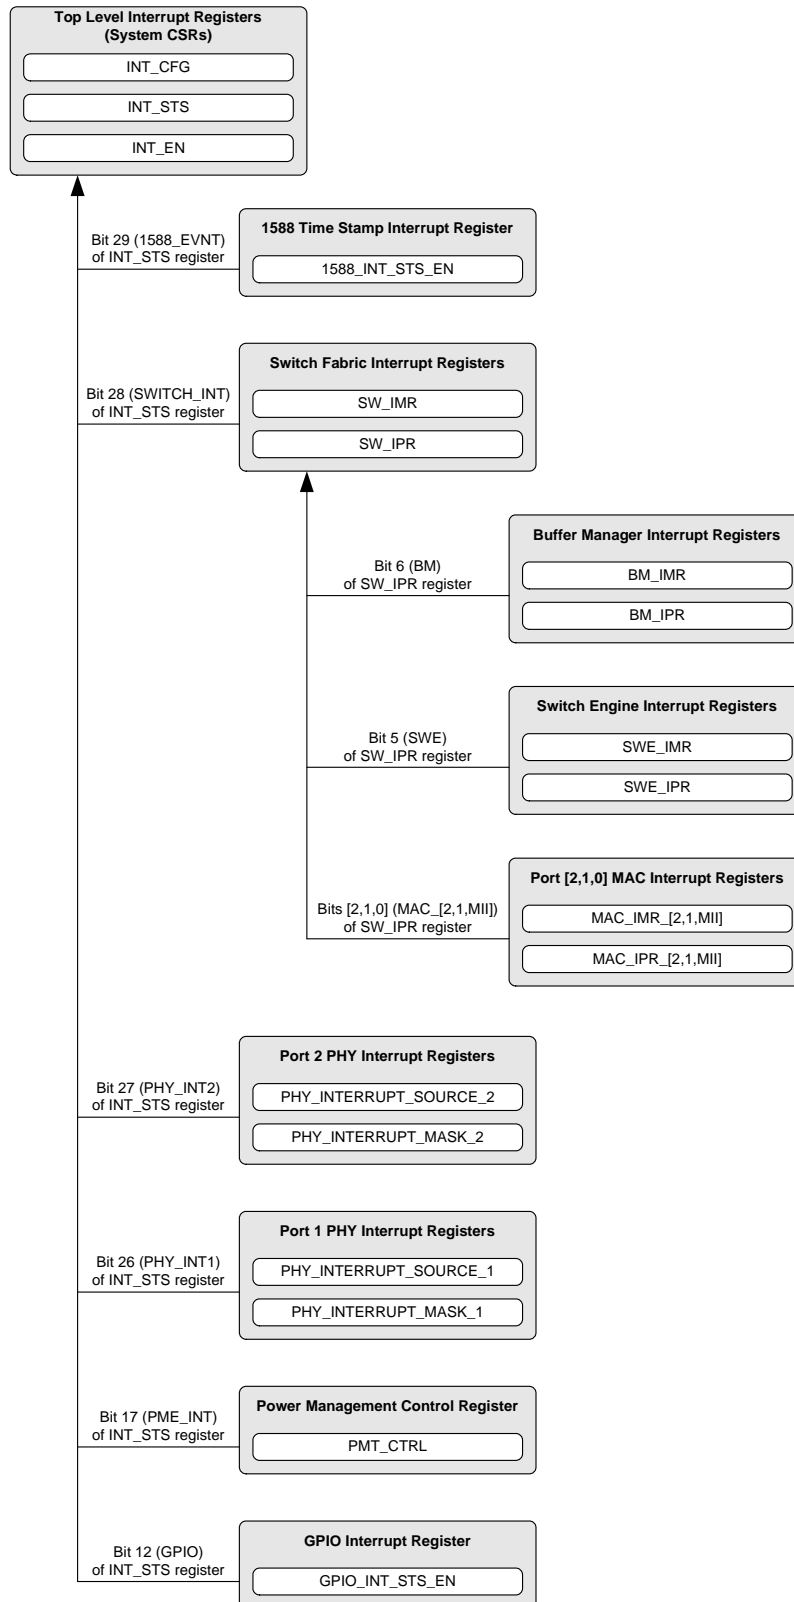 Top Level Interrupt Registers
(System CSRs)
INT_CFG
INT_STS
INT_EN
Bit 29 (1588_EVNT)
of INT_STS register
1588 Time Stamp Interrupt Register
1588_INT_STS_EN
Bit 28 (SWITCH_INT)
of INT_STS register
Switch Fabric Interrupt Registers
SW_IMR
SW_IPR
Bit 6 (BM)
of SW_IPR register
Buffer Manager Interrupt Registers
BM_IMR
BM_IPR
Bit 5 (SWE)
of SW_IPR register
Switch Engine Interrupt Registers
SWE_IMR
SWE_IPR
Bits [2,1,0] (MAC_[2,1,MII])
of SW_IPR register
Port [2,1,0] MAC Interrupt Registers
MAC_IMR_[2,1,MII]
MAC_IPR_[2,1,MII]
Bit 27 (PHY_INT2)
of INT_STS register
Port 2 PHY Interrupt Registers
PHY_INTERRUPT_SOURCE_2
PHY_INTERRUPT_MASK_2
Bit 26 (PHY_INT1)
of INT_STS register
Port 1 PHY Interrupt Registers
PHY_INTERRUPT_SOURCE_1
PHY_INTERRUPT_MASK_1
Bit 17 (PME_INT)
of INT_STS register
Power Management Control Register
PMT_CTRL
Bit 12 (GPIO)
of INT_STS register
GPIO Interrupt Register
GPIO_INT_STS_EN